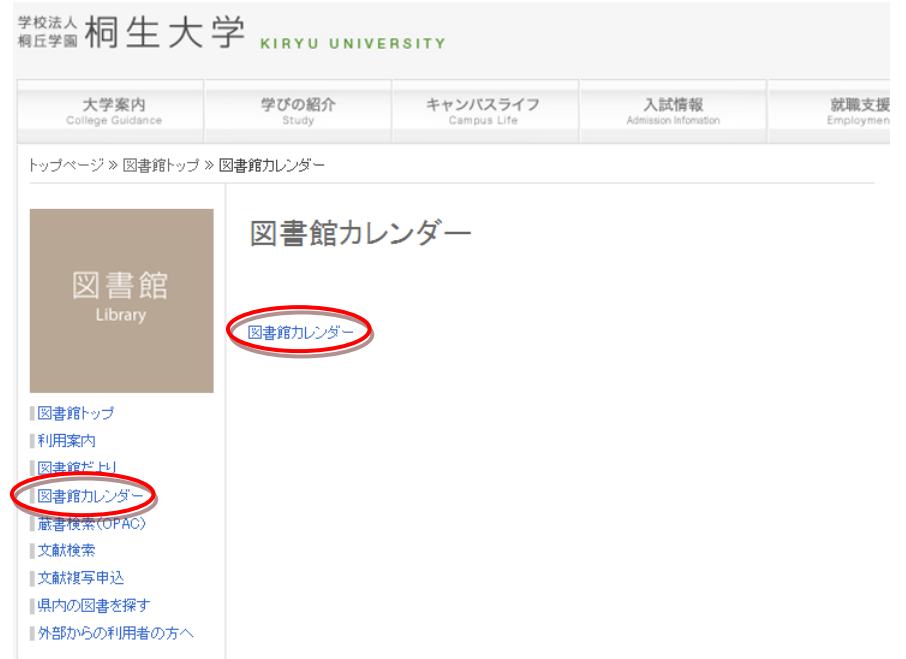 学校法人
桐丘学園
桐生大学 KIRYU UNIVERSITY
大学案内 学びの紹介 キャンパスライフ 入試情報 就職支援
College Guidance Study Campus Life Admission Infomation Employmen
トップページ » 図書館トップ » 図書館カレンダー
図書館カレンダー
図書館
Library
図書館カレンダー
図書館トップ
利用案内
図書館だより
図書館カレンダー
蔵書検索(OPAC)
文献検索
文献複写申込
県内の図書を探す
外部からの利用者の方へ